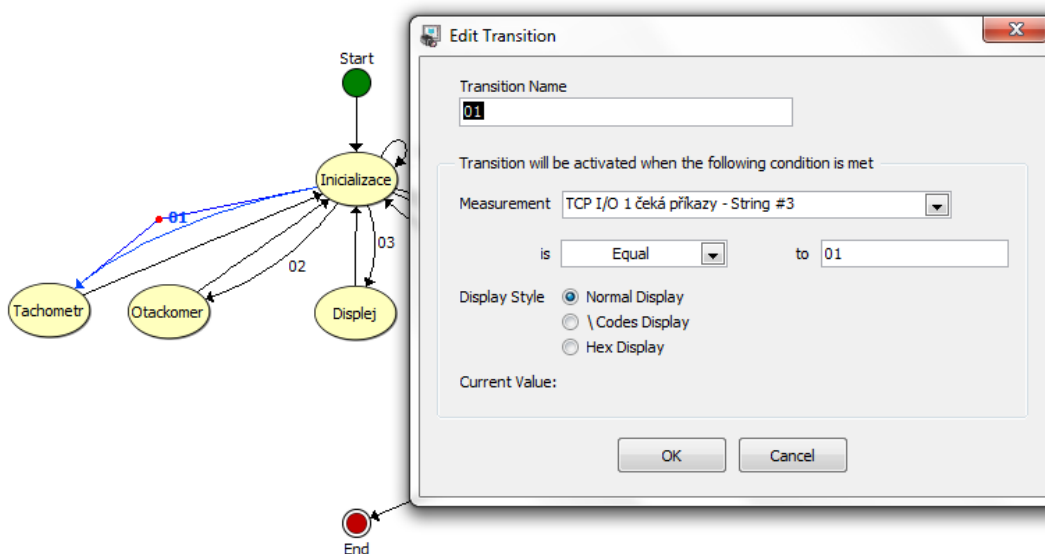 Edit Transition
Start
Transition Name
01
Transition will be activated when the following condition is met
Inicializace
Measurement TCP I/O 1 čeká příkazy - String #3
01
03
is Equal to 01
02
Tachometr Otackomer Displej
Display Style Normal Display
\ Codes Display
Hex Display
Current Value:
OK Cancel
End